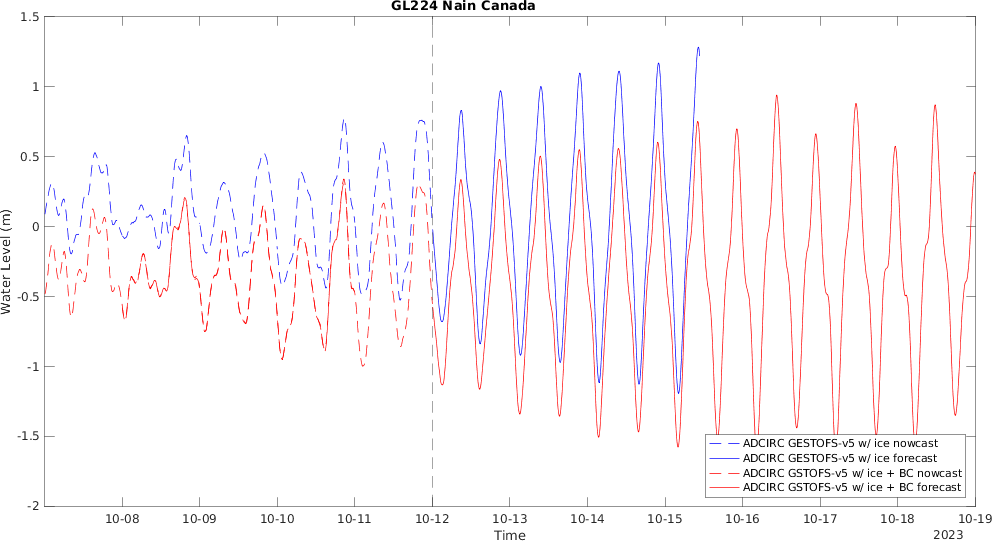 GL224 Nain Canada
1.5
1
0.5
0
-0.5
-1
-1.5
-2
Water Level (m)
10-08 10-09 10-10 10-11 10-12 10-13 10-14 10-15 10-16 10-17 10-18 10-19
Time
2023
ADCIRC GESTOFS-v5 w/ ice nowcast
ADCIRC GESTOFS-v5 w/ ice forecast
ADCIRC GSTOFS-v5 w/ ice + BC nowcast
ADCIRC GSTOFS-v5 w/ ice + BC forecast